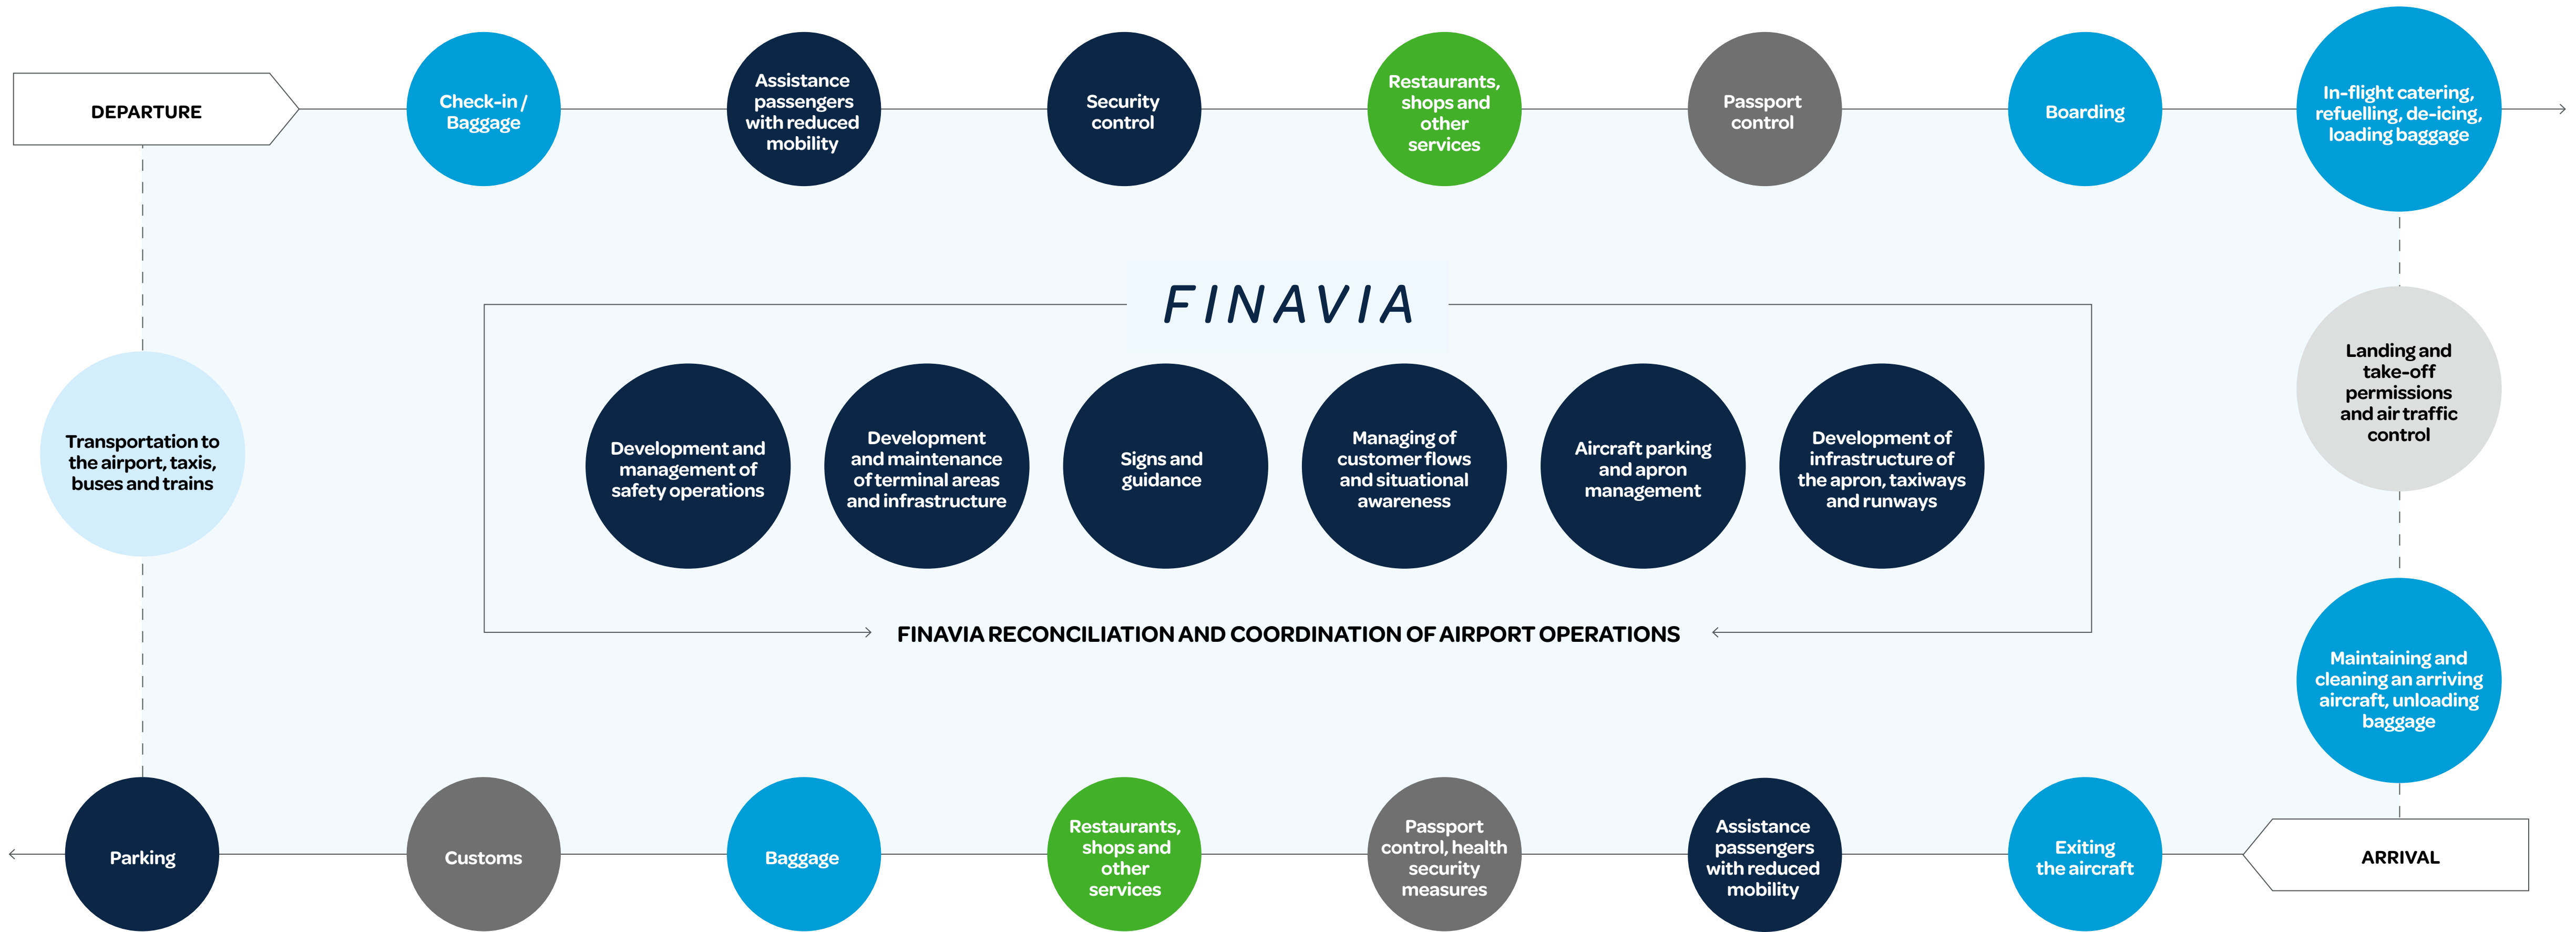 DEPARTURE
Check-in /
Baggage
Assistance
passengers
with reduced
mobility
Security
control
Restaurants,
shops and
other
services
Passport
control
Boarding
In-flight catering,
refuelling, de-icing,
loading baggage
FINAVIA
Transportation to
the airport, taxis,
buses and trains
Development and
management of
safety operations
Development
and maintenance
of terminal areas
and infrastructure
Signs and
guidance
Managing of
customer flows
and situational
awareness
Aircraft parking
and apron
management
Development of
infrastructure of
the apron, taxiways
and runways
Landing and
take-off
permissions
and air traffic
control
FINAVIA RECONCILIATION AND COORDINATION OF AIRPORT OPERATIONS
Maintaining and
cleaning an arriving
aircraft, unloading
baggage
Parking
Customs
Baggage
Restaurants,
shops and
other
services
Passport
control, health
security
measures
Assistance
passengers
with reduced
mobility
Exiting
the aircraft
ARRIVAL